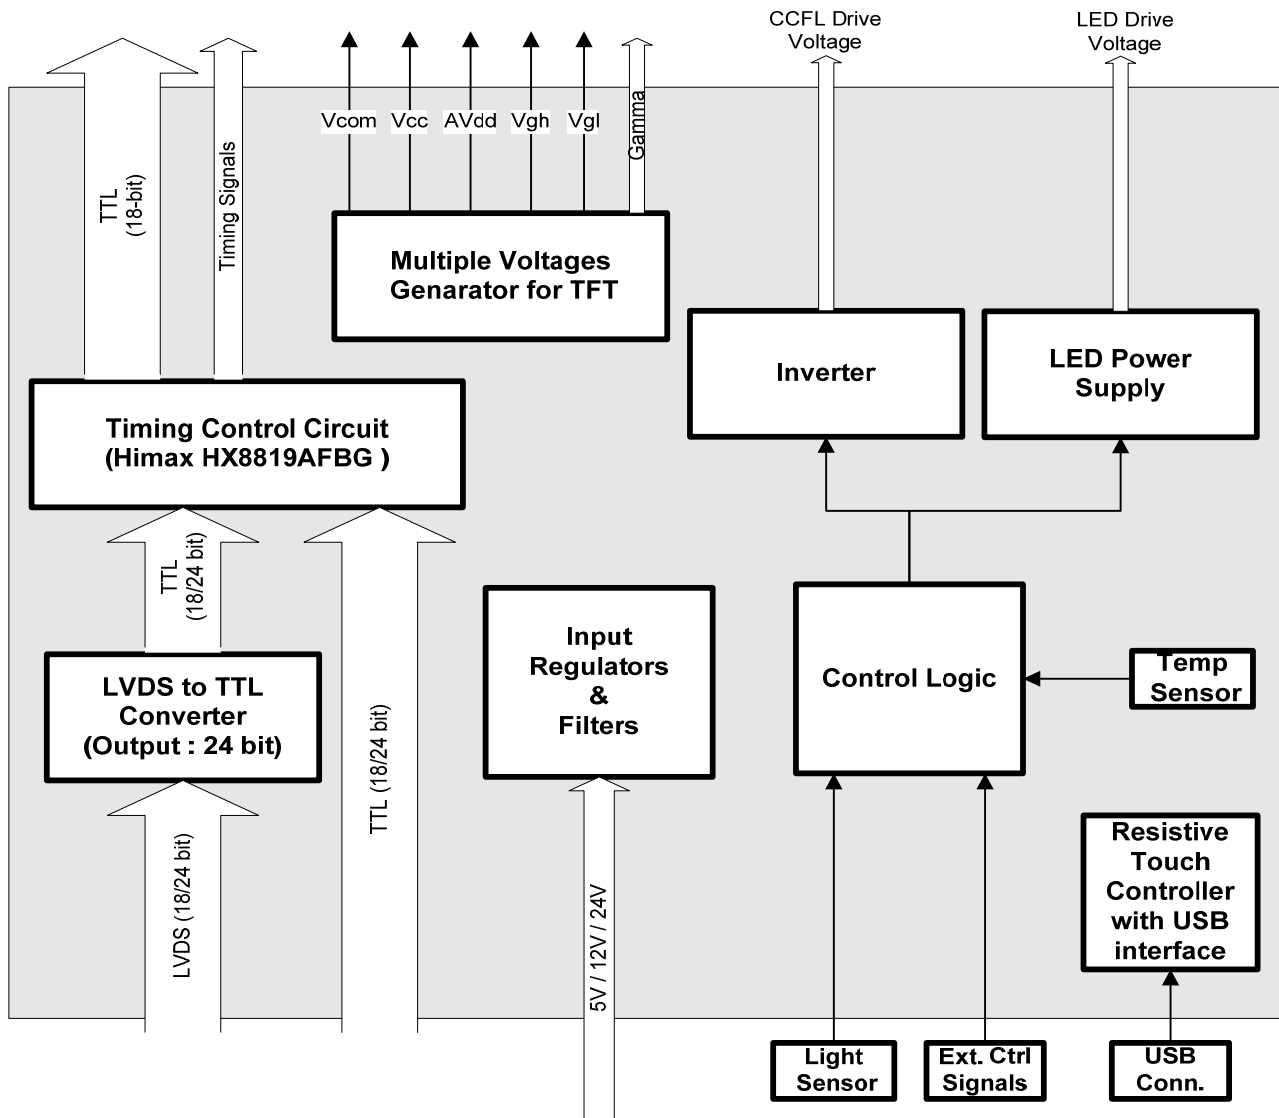 CCFL Drive
Voltage
LED Drive
Voltage
Vcom
Vcc
AVdd
Vgh
Vgl
Gamma
TTL
(18-bit)
Timing Signals
Multiple Voltages
Genarator for TFT
Inverter
LED Power
Supply
Timing Control Circuit
(Himax HX8819AFBG )
TTL
(18/24 bit)
TTL (18/24 bit)
LVDS to TTL
Converter
(Output : 24 bit)
LVDS (18/24 bit)
Input
Regulators
&
Filters
5V / 12V / 24V
Control Logic
Temp
Sensor
Resistive
Touch
Controller
with USB
interface
Light
Sensor
Ext. Ctrl
Signals
USB
Conn.